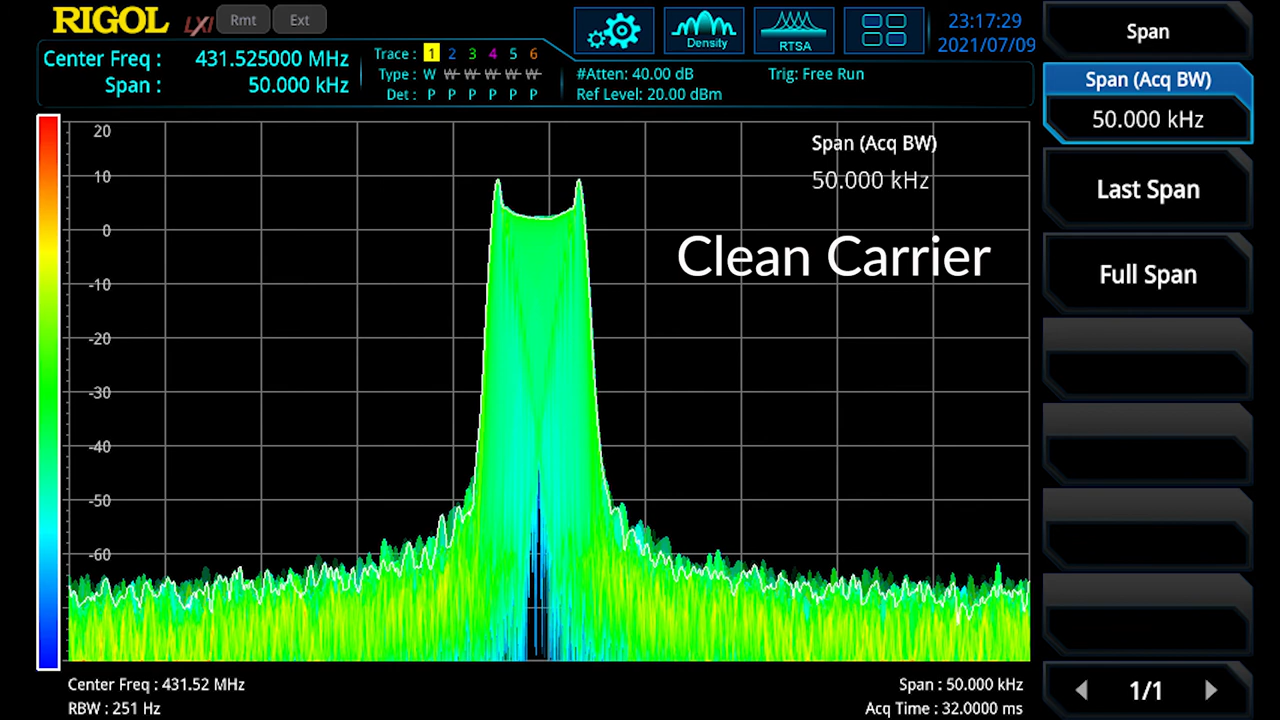 RIGOL LXI Rmt Ext
23:17:29
2021/07/09
Density
RTSA
Center Freq : 431.525000 MHz
Span : 50.000 kHz
Trace : 1 2 3 4 5 6
Type : W W W W W W
Det : P P P P P P
#Atten: 40.00 dB
Ref Level: 20.00 dBm
Trig: Free Run
20
10
0
-10
-20
-30
-40
-50
-60
Span (Acq BW)
50.000 kHz
Clean Carrier
Center Freq : 431.52 MHz
RBW : 251 Hz
Span : 50.000 kHz
Acq Time : 32.0000 ms
Span
Span (Acq BW)
50.000 kHz
Last Span
Full Span
1/1